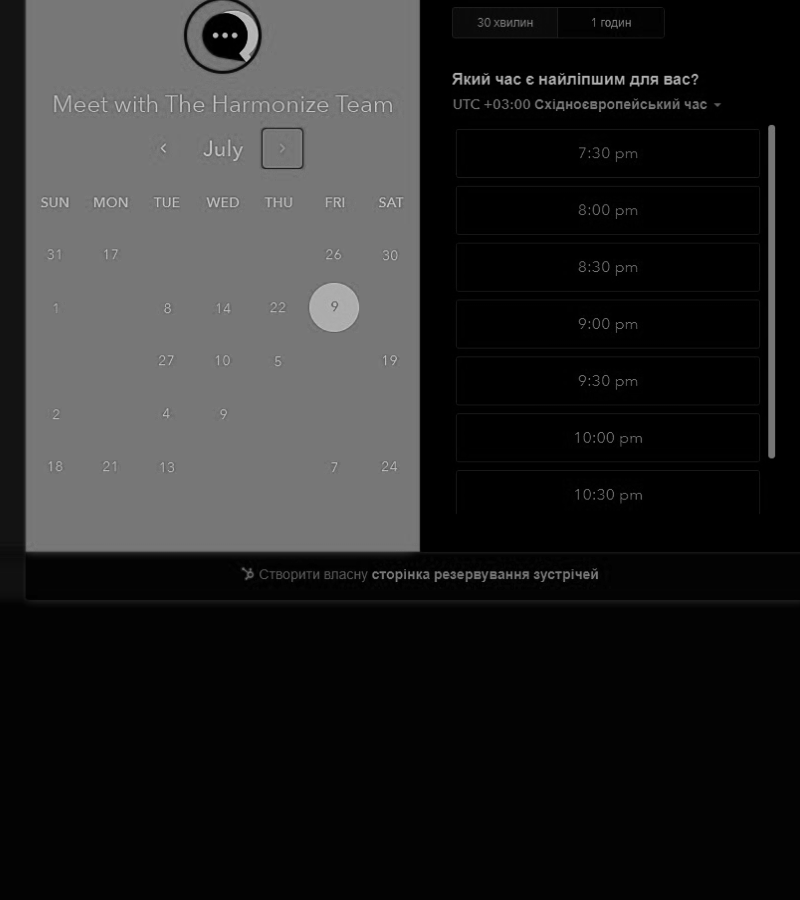 Meet with The Harmonize Team
July
SUN MON TUE WED THU FRI SAT
31 17 26 30
1 8 14 22 9
27 10 5 19
2 4 9
18 21 13 7 24
30 хвилин 1 годин
Який час є найліпшим для вас?
UTC +03:00 Східноєвропейський час
7:30 pm
8:00 pm
8:30 pm
9:00 pm
9:30 pm
10:00 pm
10:30 pm
Створити власну сторінка резервування зустрічей